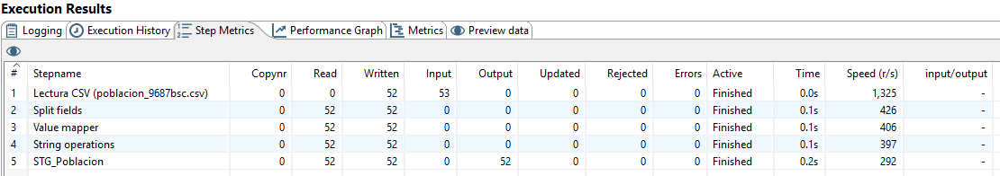 Execution Results
Logging Execution History Step Metrics Performance Graph Metrics Preview data
# Stepname Copynr Read Written Input Output Updated Rejected Errors Active Time Speed (r/s) input/output
1 Lectura CSV (poblacion_9687bsc.csv) 0 0 52 53 0 0 0 0 Finished 0.0s 1,325 -
2 Split fields 0 52 52 0 0 0 0 0 Finished 0.1s 426 -
3 Value mapper 0 52 52 0 0 0 0 0 Finished 0.1s 406 -
4 String operations 0 52 52 0 0 0 0 0 Finished 0.1s 397 -
5 STG_Poblacion 0 52 52 0 52 0 0 0 Finished 0.2s 292 -